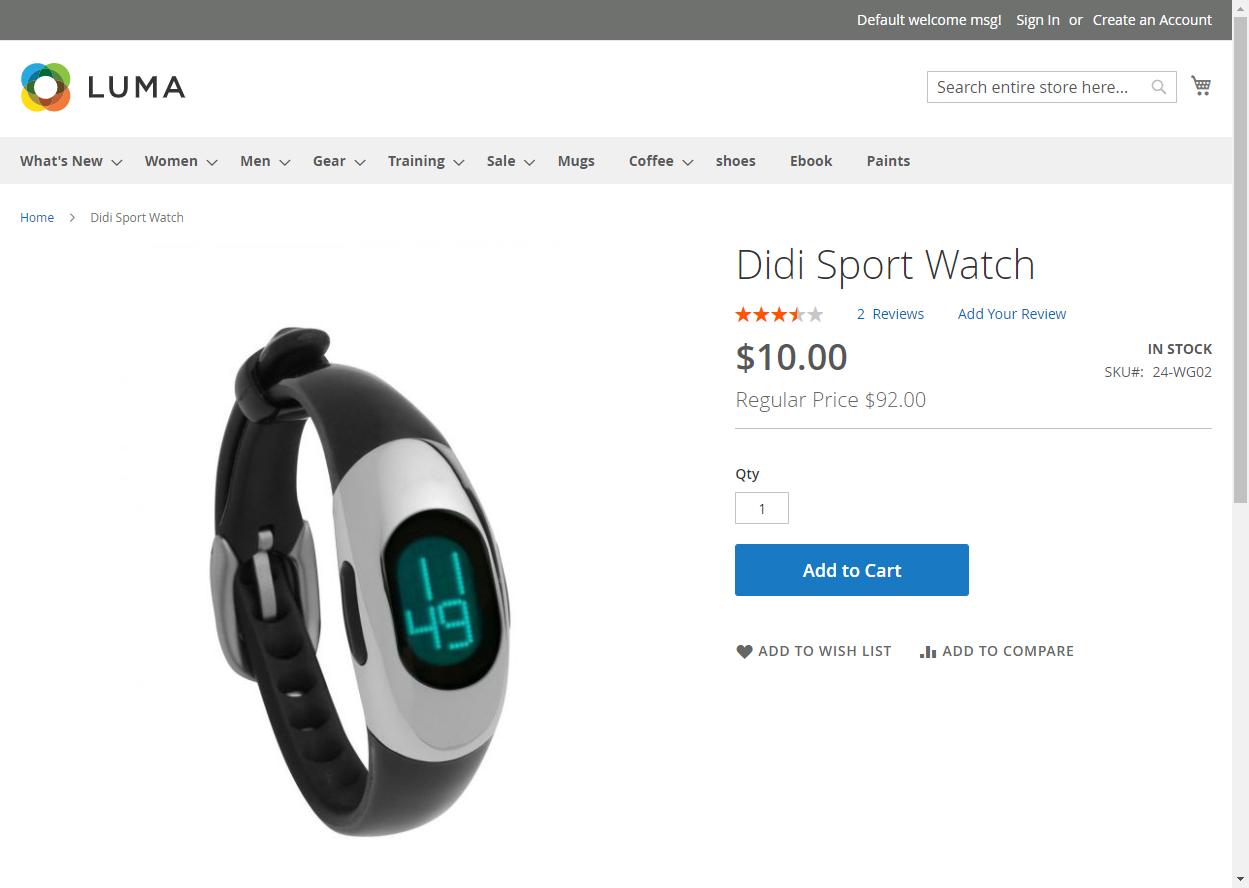 Default welcome msg! Sign In or Create an Account
LUMA
Search entire store here...
What's New Women Men Gear Training Sale Mugs Coffee shoes Ebook Paints
Home Didi Sport Watch
Didi Sport Watch
2 Reviews Add Your Review
$10.00
IN STOCK
SKU#: 24-WG02
Regular Price $92.00
Qty
1
Add to Cart
ADD TO WISH LIST ADD TO COMPARE
11
49